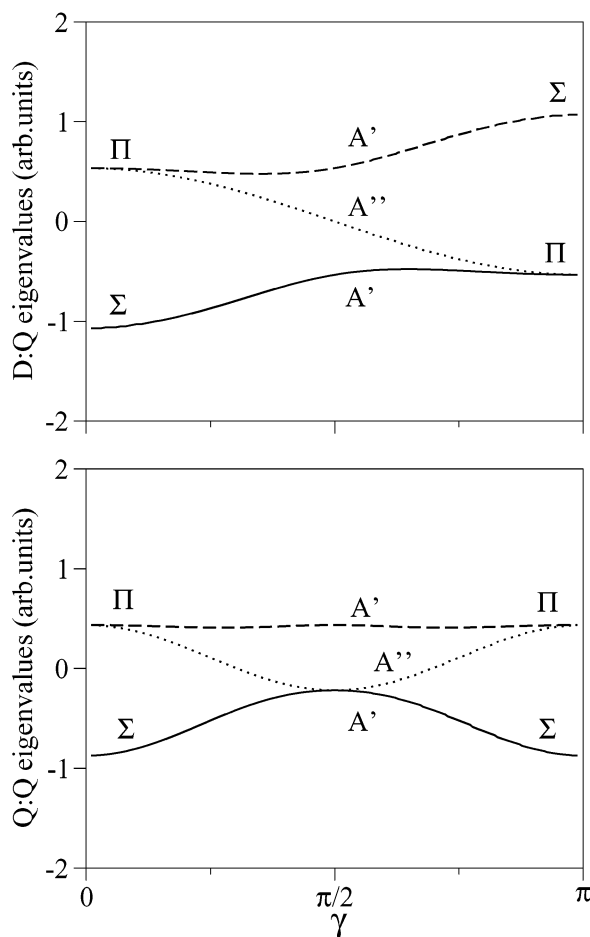 2
1
0
-1
-2
D:Q eigenvalues (arb.units)
Π
A’
Σ
A’’
Σ
A’
Π
2
1
0
-1
-2
Q:Q eigenvalues (arb.units)
Π
A’
Π
A’’
Σ
A’
Σ
0
π/2
π
γ